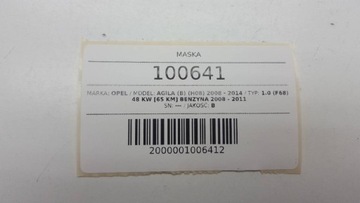 MASKA
100641
MARKA: OPEL / MODEL: AGILA (B) (H08) 2008 - 2014 / TYP: 1.0 (F68)
48 KW [65 KM] BENZYNA 2008 - 2011
SN: — / JAKOŚĆ: B
2000001006412